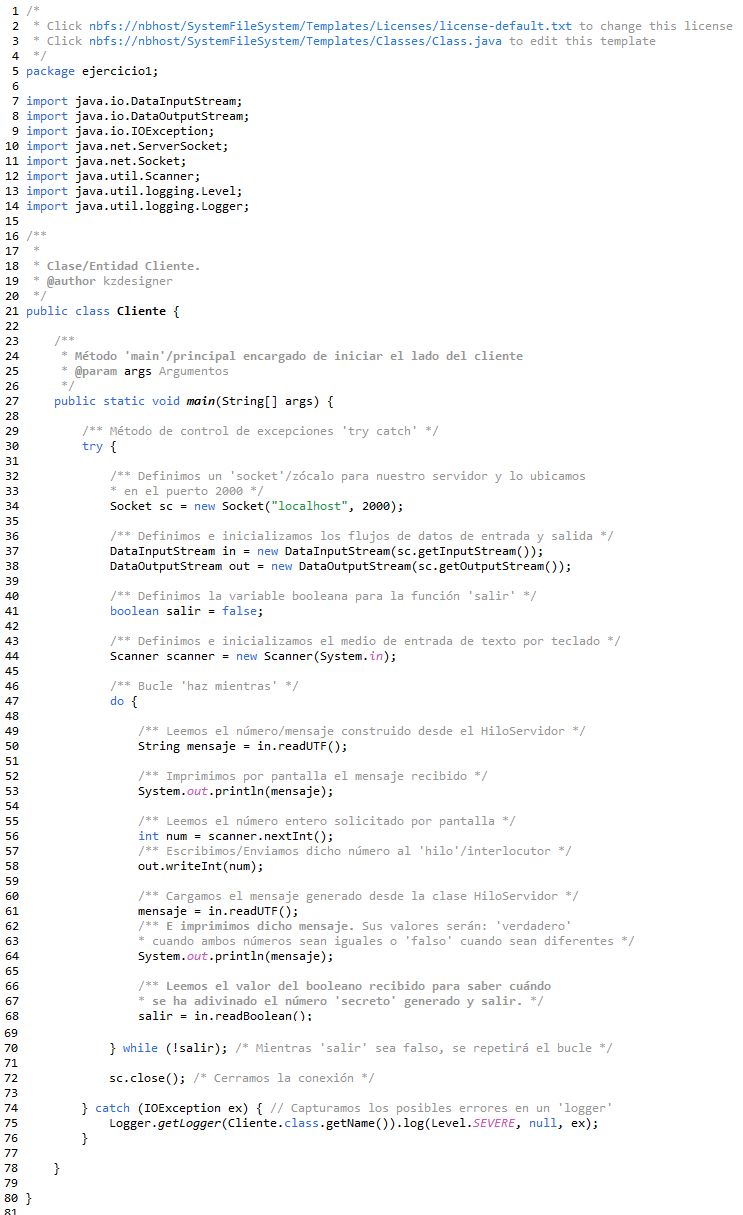 1 /*
2  * Click nbfs://nbhost/SystemFileSystem/Templates/Licenses/license-default.txt to change this license
3  * Click nbfs://nbhost/SystemFileSystem/Templates/Classes/Class.java to edit this template
4  */
5 package ejercicio1;
6
7 import java.io.DataInputStream;
8 import java.io.DataOutputStream;
9 import java.io.IOException;
10 import java.net.ServerSocket;
11 import java.net.Socket;
12 import java.util.Scanner;
13 import java.util.logging.Level;
14 import java.util.logging.Logger;
15
16 /**
17  *
18  * Clase/Entidad Cliente.
19  * @author kzdesigner
20  */
21 public class Cliente {
22
23     /**
24      * Método 'main'/principal encargado de iniciar el lado del cliente
25      * @param args Argumentos
26      */
27     public static void main(String[] args) {
28
29         /** Método de control de excepciones 'try catch' */
30         try {
31
32             /** Definimos un 'socket'/zócalo para nuestro servidor y lo ubicamos
33             * en el puerto 2000 */
34             Socket sc = new Socket("localhost", 2000);
35
36             /** Definimos e inicializamos los flujos de datos de entrada y salida */
37             DataInputStream in = new DataInputStream(sc.getInputStream());
38             DataOutputStream out = new DataOutputStream(sc.getOutputStream());
39
40             /** Definimos la variable booleana para la función 'salir' */
41             boolean salir = false;
42
43             /** Definimos e inicializamos el medio de entrada de texto por teclado */
44             Scanner scanner = new Scanner(System.in);
45
46             /** Bucle 'haz mientras' */
47             do {
48
49                 /** Leemos el número/mensaje construido desde el HiloServidor */
50                 String mensaje = in.readUTF();
51
52                 /** Imprimimos por pantalla el mensaje recibido */
53                 System.out.println(mensaje);
54
55                 /** Leemos el número entero solicitado por pantalla */
56                 int num = scanner.nextInt();
57                 /** Escribimos/Enviamos dicho número al 'hilo'/interlocutor */
58                 out.writeInt(num);
59
60                 /** Cargamos el mensaje generado desde la clase HiloServidor */
61                 mensaje = in.readUTF();
62                 /** E imprimimos dicho mensaje. Sus valores serán: 'verdadero'
63                 * cuando ambos números sean iguales o 'falso' cuando sean diferentes */
64                 System.out.println(mensaje);
65
66                 /** Leemos el valor del booleano recibido para saber cuándo
67                 * se ha adivinado el número 'secreto' generado y salir. */
68                 salir = in.readBoolean();
69
70             } while (!salir); /* Mientras 'salir' sea falso, se repetirá el bucle */
71
72             sc.close(); /* Cerramos la conexión */
73
74         } catch (IOException ex) { // Capturamos los posibles errores en un 'logger'
75             Logger.getLogger(Cliente.class.getName()).log(Level.SEVERE, null, ex);
76         }
77
78     }
79
80 }
81